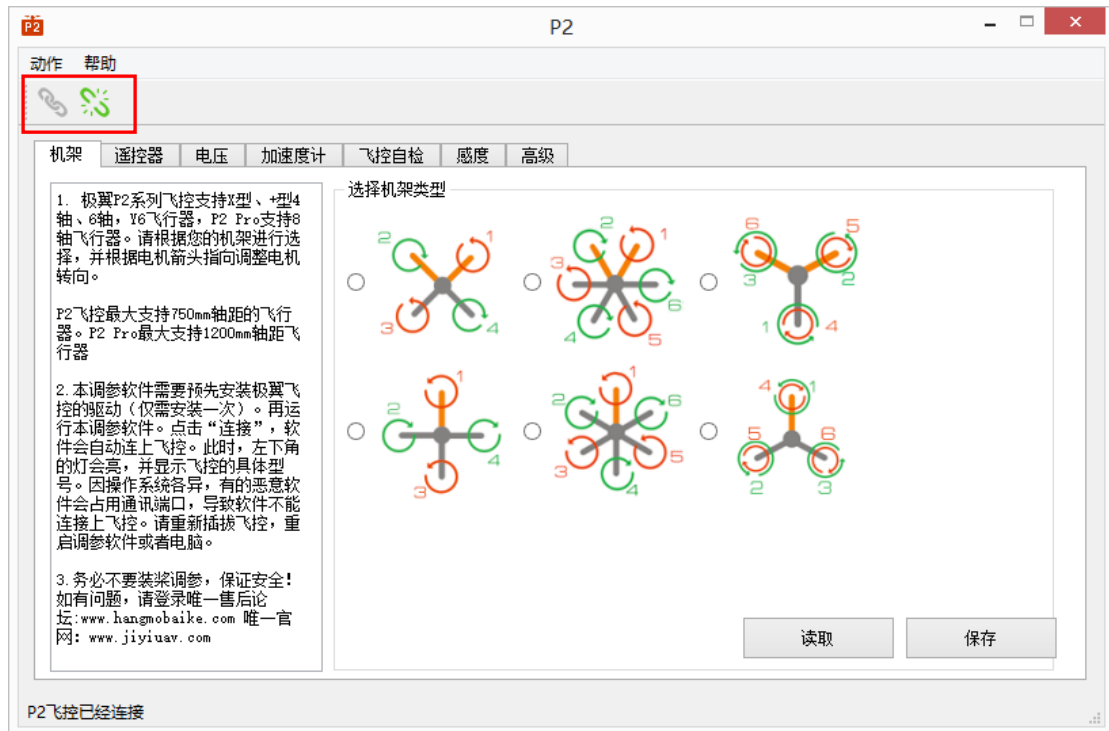 P2
P2
动作 帮助
机架 遥控器 电压 加速度计 飞控自检 感度 高级
1. 极翼P2系列飞控支持X型、+型4
轴、6轴，Y6飞行器，P2 Pro支持8
轴飞行器。请根据您的机架进行选
择，并根据电机箭头指向调整电机
转向。
P2飞控最大支持750mm轴距的飞行
器。P2 Pro最大支持1200mm轴距飞
行器
2.本调参软件需要预先安装极翼飞
控的驱动（仅需安装一次）。再运
行本调参软件。点击“连接”，软
件会自动连上飞控。此时，左下角
的灯会亮，并显示飞控的具体型
号。因操作系统各异，有的恶意软
件会占用通讯端口，导致软件不能
连接上飞控。请重新插拔飞控，重
启调参软件或者电脑。
3.务必不要装桨调参，保证安全！
如有问题，请登录唯一售后论
坛:www.hangmobaike.com 唯一官
网：www.jiyiuav.com
选择机架类型
2 1
3 4
2 1
3 6
4 5
6 5
3 2
1 4
1
2
4
3
1
2 6
3 5
4
4 1
5 6
2 3
读取 保存
P2飞控已经连接